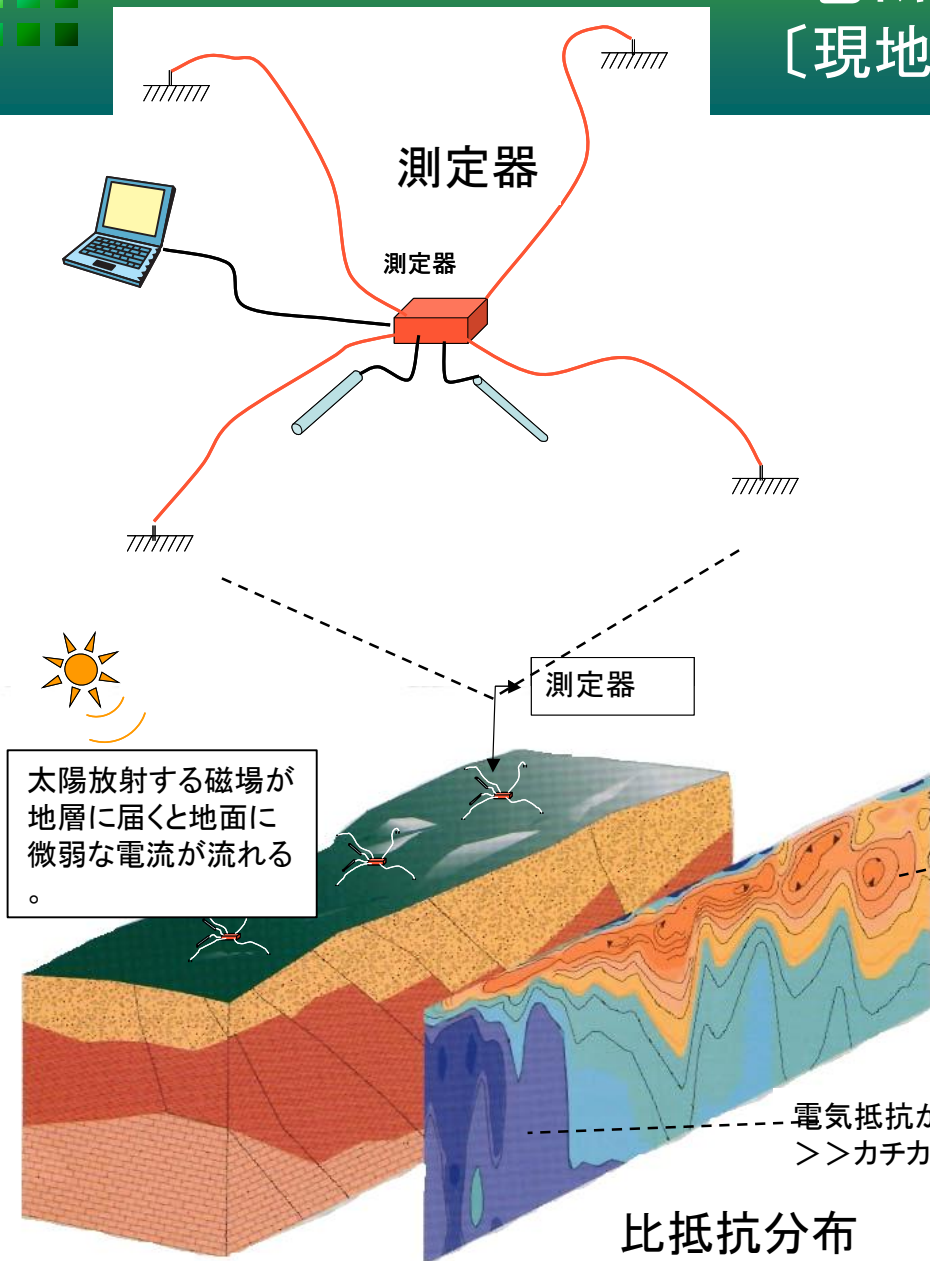 〔現地
測定器
測定器
測定器
太陽放射する磁場が
地層に届くと地面に
微弱な電流が流れる
。
電気抵抗が
＞＞カチカ
比抵抗分布